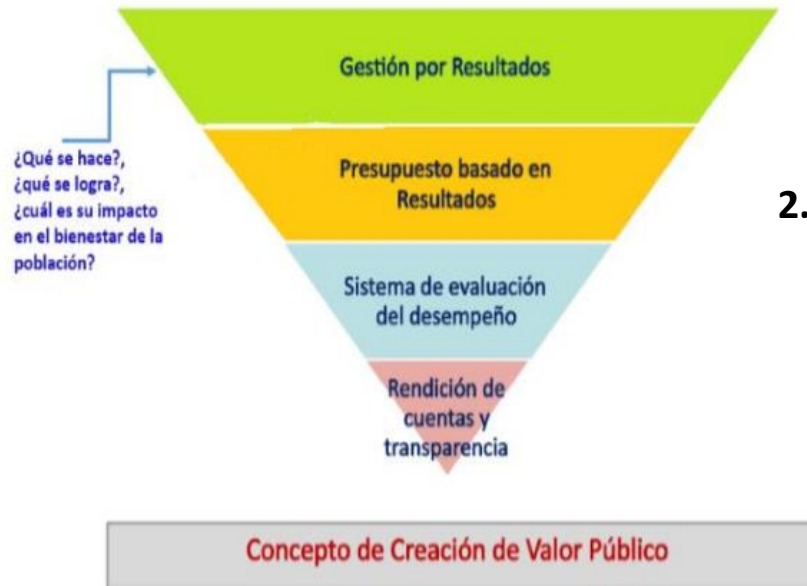 Gestión por Resultados
¿Qué se hace?,
¿qué se logra?,
¿cuál es su impacto
en el bienestar de la
población?
Presupuesto basado en
Resultados
2.
Sistema de evaluación
del desempeño
Rendición de
cuentas y
transparencia
Concepto de Creación de Valor Público